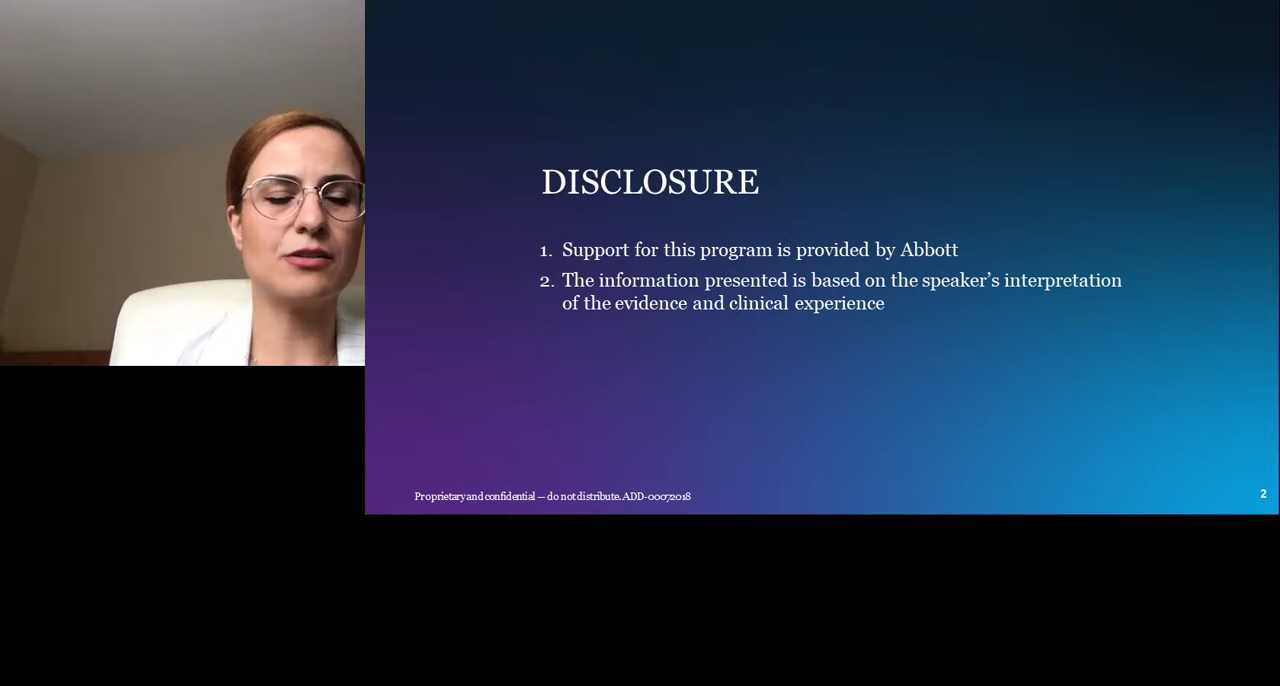 DISCLOSURE
1. Support for this program is provided by Abbott
2. The information presented is based on the speaker’s interpretation
of the evidence and clinical experience
Proprietary and confidential — do not distribute. ADD-00072018
2